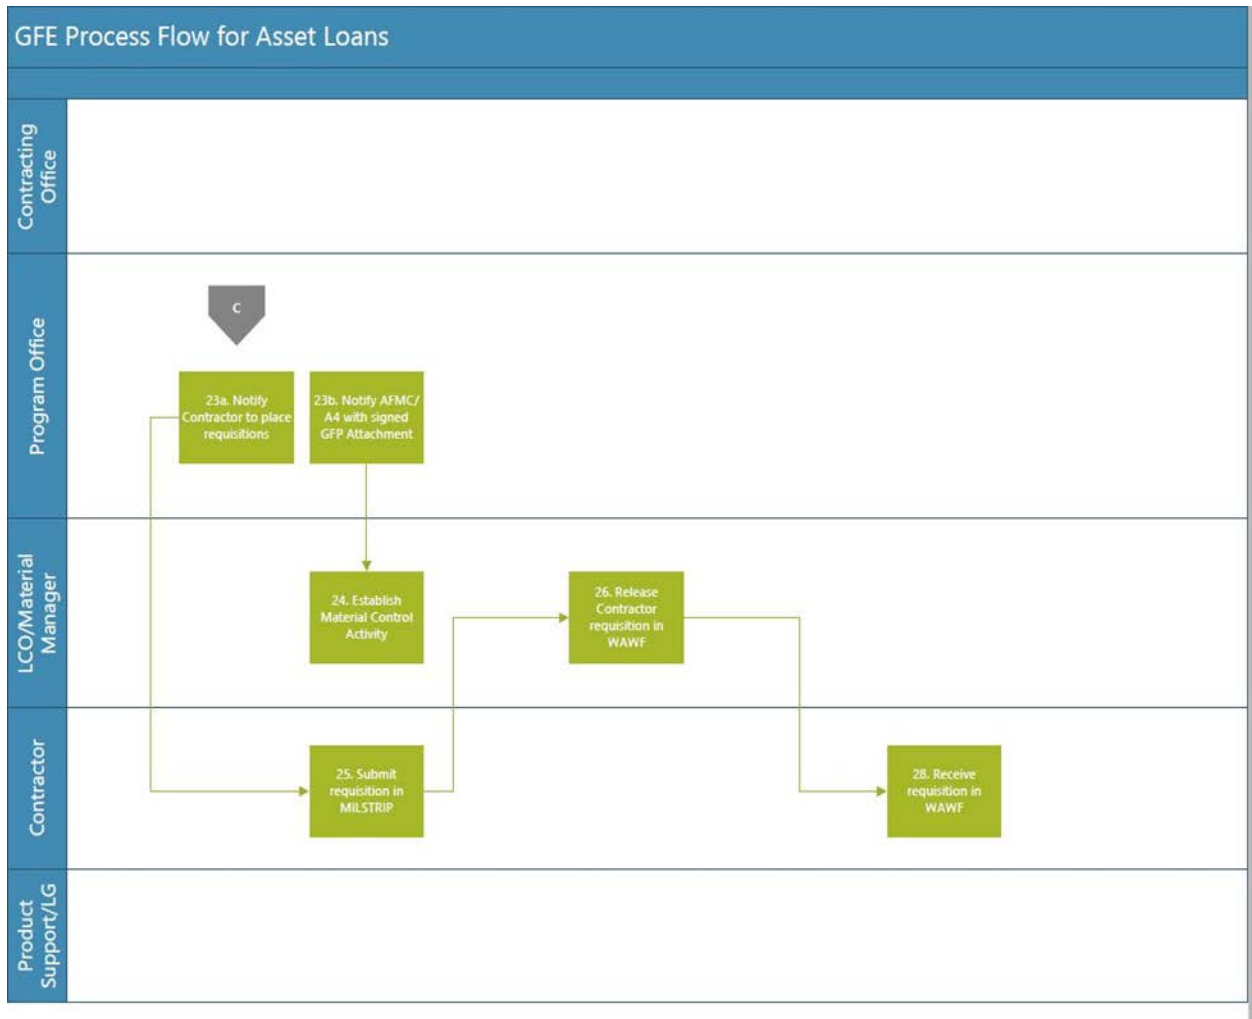 GFE Process Flow for Asset Loans
Contracting
Office
Program Office
C
23a. Notify
Contractor to place
requisitions
23b. Notify AFMC/
A4 with signed
GFP Attachment
LCO/Material
Manager
24. Establish
Material Control
Activity
26. Release
Contractor
requisition in
WAWF
Contractor
25. Submit
requisition in
MILSTRIP
28. Receive
requisition in
WAWF
Product
Support/LG